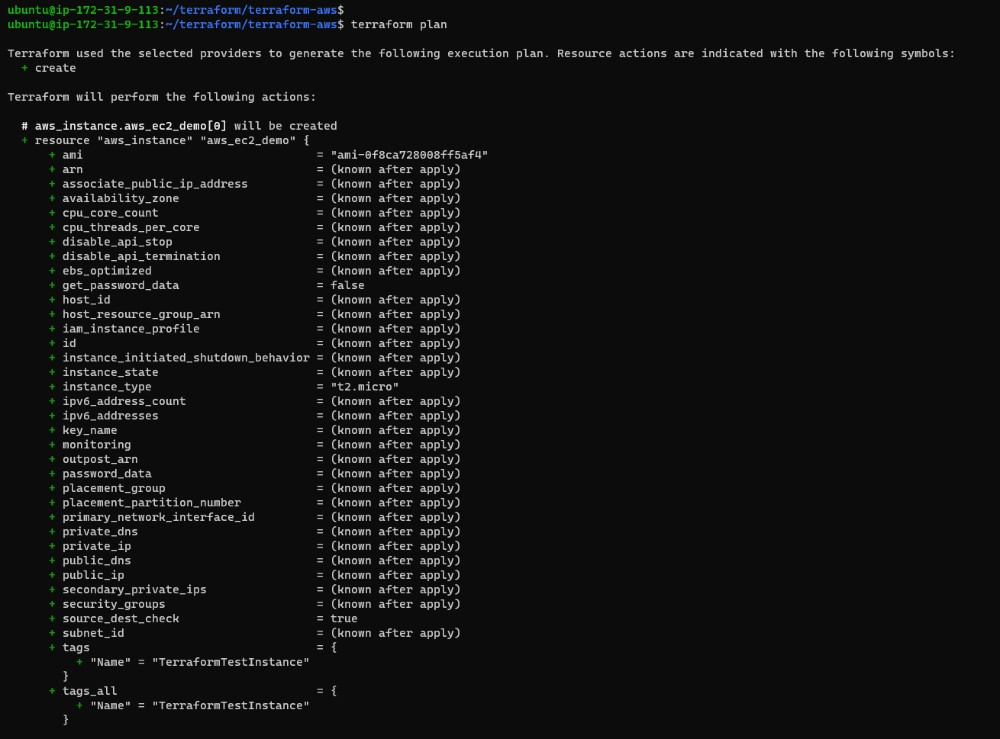 ubuntu@ip-172-31-9-113:~/terraform/terraform-aws$
ubuntu@ip-172-31-9-113:~/terraform/terraform-aws$ terraform plan
Terraform used the selected providers to generate the following execution plan. Resource actions are indicated with the following symbols:
+ create
Terraform will perform the following actions:
# aws_instance.aws_ec2_demo[0] will be created
+ resource "aws_instance" "aws_ec2_demo" {
+ ami = "ami-0f8ca728008ff5af4"
+ arn = (known after apply)
+ associate_public_ip_address = (known after apply)
+ availability_zone = (known after apply)
+ cpu_core_count = (known after apply)
+ cpu_threads_per_core = (known after apply)
+ disable_api_stop = (known after apply)
+ disable_api_termination = (known after apply)
+ ebs_optimized = (known after apply)
+ get_password_data = false
+ host_id = (known after apply)
+ host_resource_group_arn = (known after apply)
+ iam_instance_profile = (known after apply)
+ id = (known after apply)
+ instance_initiated_shutdown_behavior = (known after apply)
+ instance_state = (known after apply)
+ instance_type = "t2.micro"
+ ipv6_address_count = (known after apply)
+ ipv6_addresses = (known after apply)
+ key_name = (known after apply)
+ monitoring = (known after apply)
+ outpost_arn = (known after apply)
+ password_data = (known after apply)
+ placement_group = (known after apply)
+ placement_partition_number = (known after apply)
+ primary_network_interface_id = (known after apply)
+ private_dns = (known after apply)
+ private_ip = (known after apply)
+ public_dns = (known after apply)
+ public_ip = (known after apply)
+ secondary_private_ips = (known after apply)
+ security_groups = (known after apply)
+ source_dest_check = true
+ subnet_id = (known after apply)
+ tags = {
+ "Name" = "TerraformTestInstance"
}
+ tags_all = {
+ "Name" = "TerraformTestInstance"
}